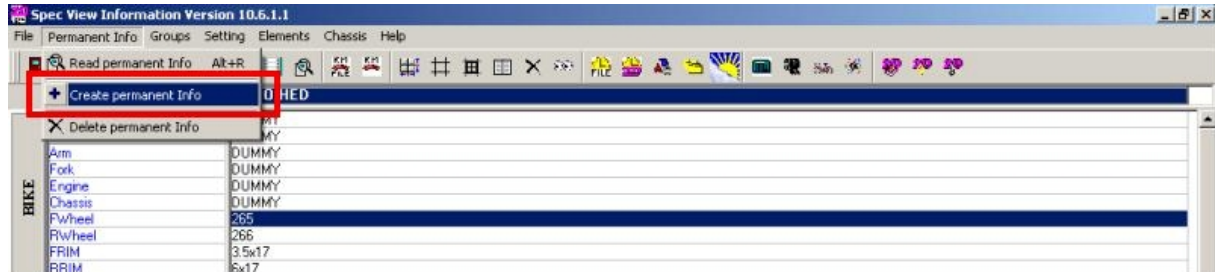 Spec View Information Version 10.6.1.1
File Permanent Info Groups Setting Elements Chassis Help
Read permanent Info Alt+R
Create permanent Info
Delete permanent Info
BIKE
Arm DUMMY
Fork DUMMY
Engine DUMMY
Chassis DUMMY
FWheel 265
RWheel 266
FRIM 3.5x17
RRIM 6x17